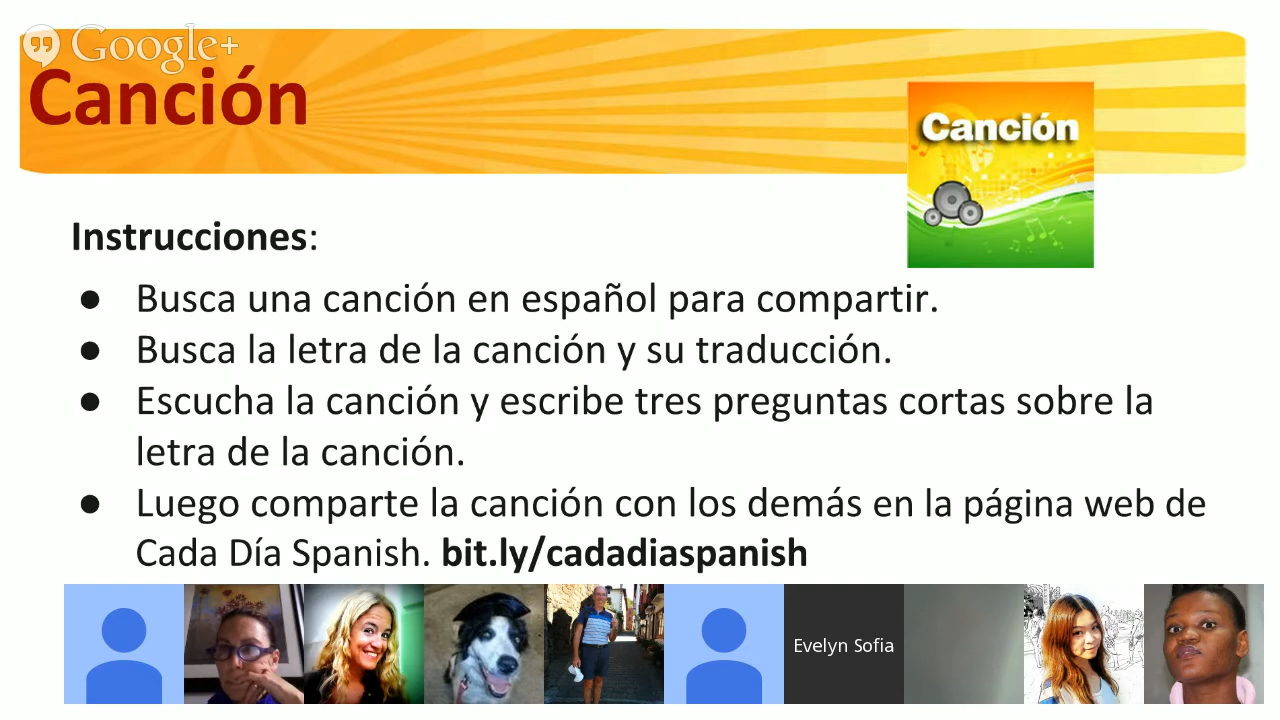 Google+
Canción
Canción
Instrucciones:
● Busca una canción en español para compartir.
● Busca la letra de la canción y su traducción.
● Escucha la canción y escribe tres preguntas cortas sobre la
letra de la canción.
● Luego comparte la canción con los demás en la página web de
Cada Día Spanish. bit.ly/cadadiaspanish
Evelyn Sofia